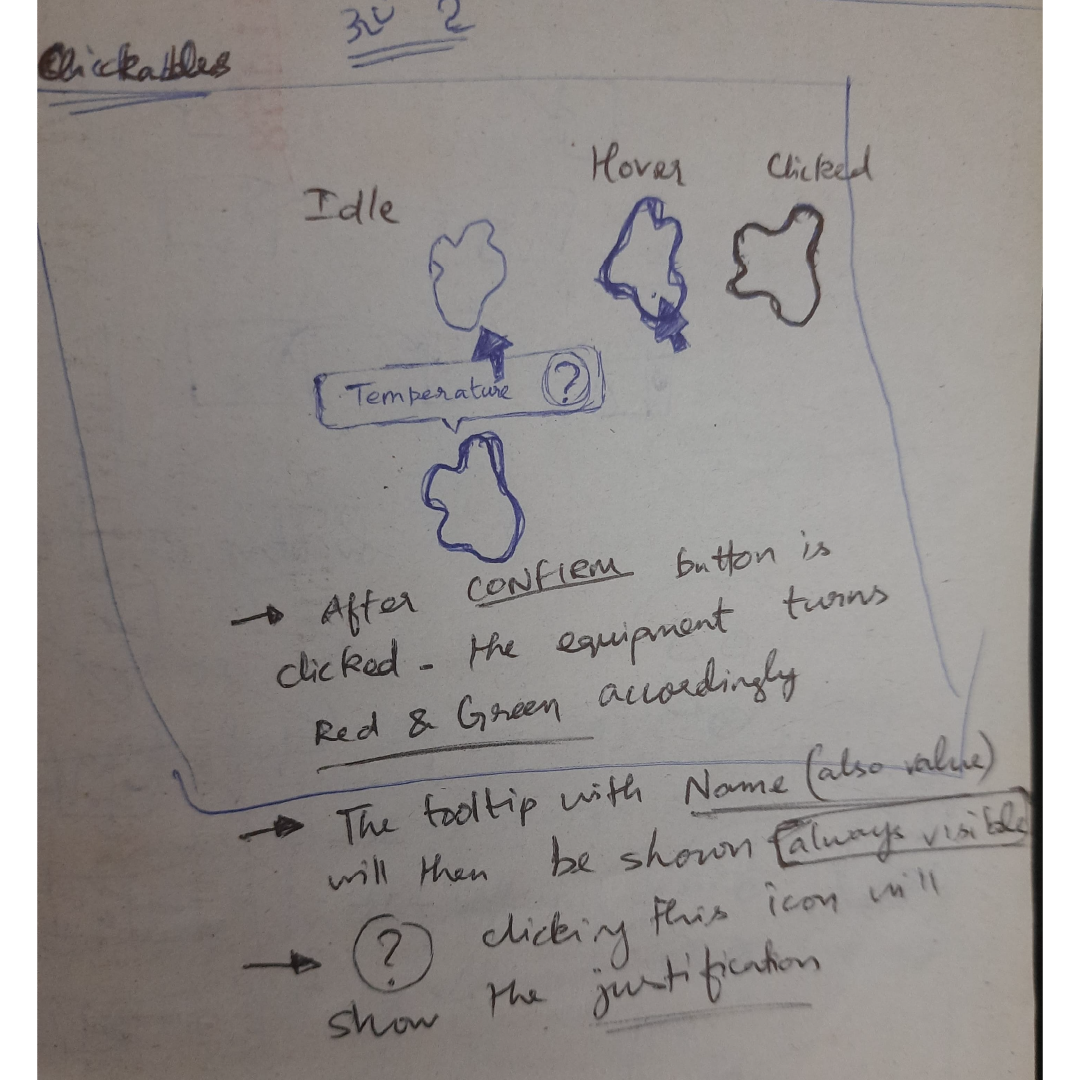 Clickables
2
Idle
Hover
Clicked
Temperature ?
→ After CONFIRM button is
clicked - the equipment turns
Red & Green accordingly
→ The tooltip with Name (also value)
will then be shown (always visible
→ ? clicking this icon will
show the justification